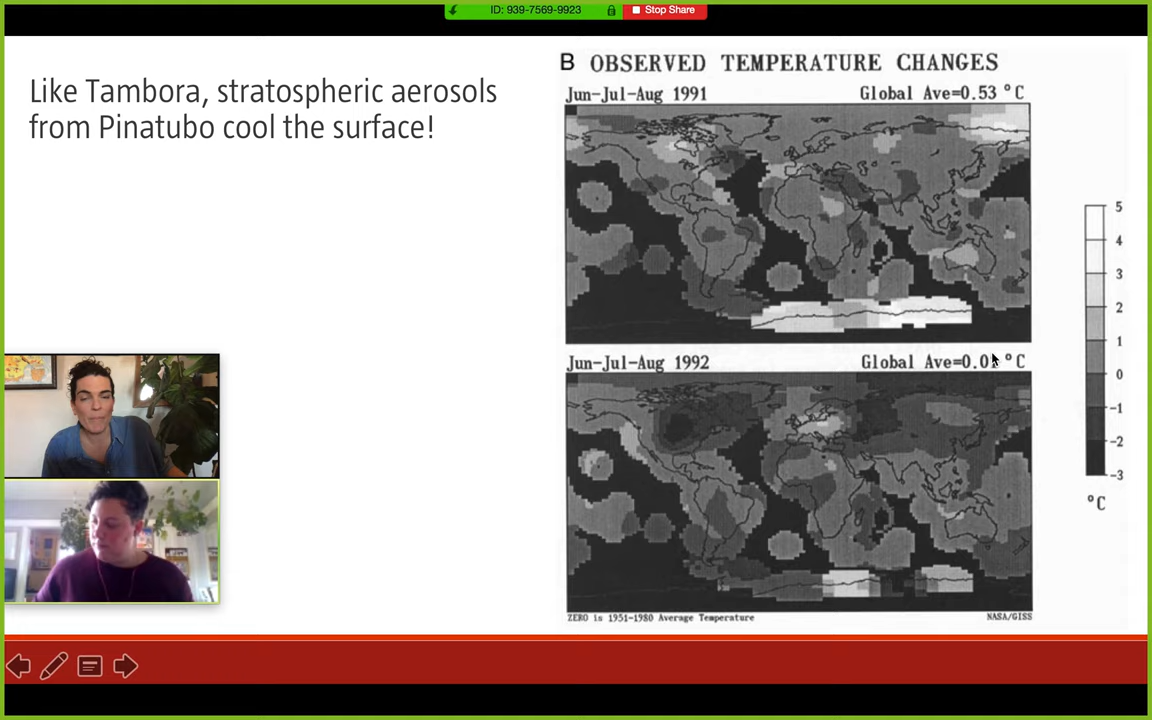 ID: 939-7569-9923
Stop Share
Like Tambora, stratospheric aerosols
from Pinatubo cool the surface!
B OBSERVED TEMPERATURE CHANGES
Jun-Jul-Aug 1991 Global Ave=0.53 °C
Jun-Jul-Aug 1992 Global Ave= °C
5
4
3
2
1
0
-1
-2
-3
°C
ZERO is 1951-1980 Average Temperature NASA/GISS